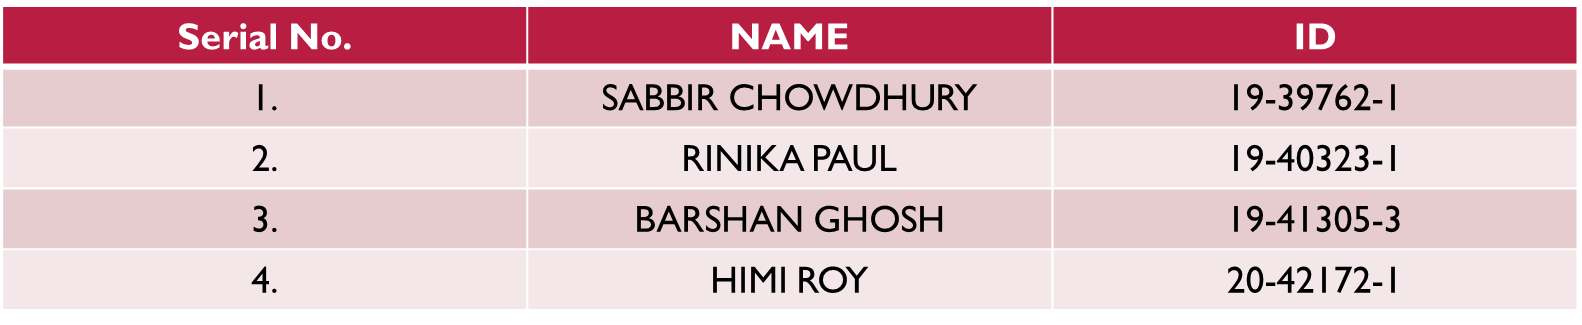 Serial No. NAME ID
1. SABBIR CHOWDHURY 19-39762-1
2. RINIKA PAUL 19-40323-1
3. BARSHAN GHOSH 19-41305-3
4. HIMI ROY 20-42172-1